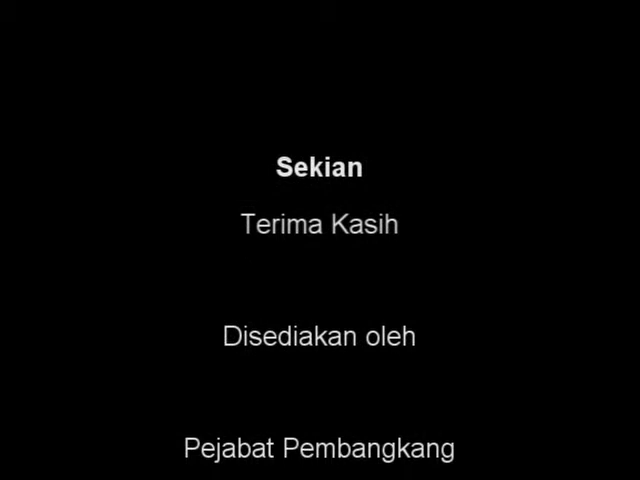 Sekian
Terima Kasih
Disediakan oleh
Pejabat Pembangkang